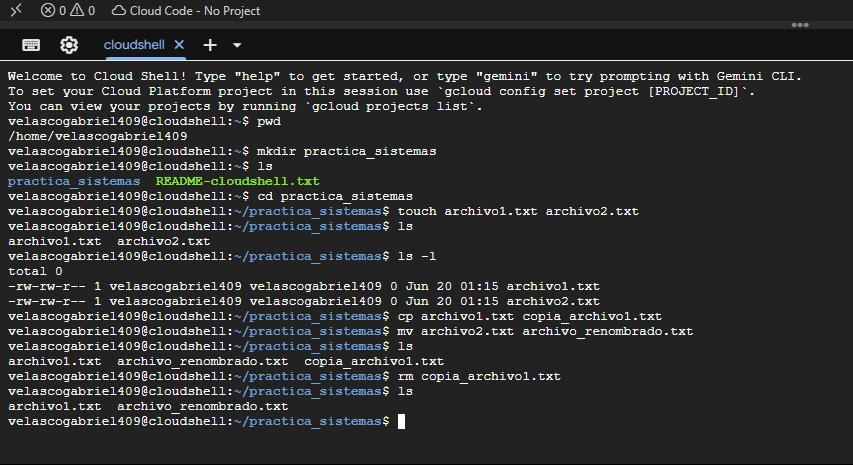 0 0 Cloud Code - No Project
cloudshell
Welcome to Cloud Shell! Type "help" to get started, or type "gemini" to try prompting with Gemini CLI.
To set your Cloud Platform project in this session use `gcloud config set project [PROJECT_ID]`.
You can view your projects by running `gcloud projects list`.
velascogabriel409@cloudshell:~$ pwd
/home/velascogabriel409
velascogabriel409@cloudshell:~$ mkdir practica_sistemas
velascogabriel409@cloudshell:~$ ls
practica_sistemas  README-cloudshell.txt
velascogabriel409@cloudshell:~$ cd practica_sistemas
velascogabriel409@cloudshell:~/practica_sistemas$ touch archivo1.txt archivo2.txt
velascogabriel409@cloudshell:~/practica_sistemas$ ls
archivo1.txt  archivo2.txt
velascogabriel409@cloudshell:~/practica_sistemas$ ls -l
total 0
-rw-rw-r-- 1 velascogabriel409 velascogabriel409 0 Jun 20 01:15 archivo1.txt
-rw-rw-r-- 1 velascogabriel409 velascogabriel409 0 Jun 20 01:15 archivo2.txt
velascogabriel409@cloudshell:~/practica_sistemas$ cp archivo1.txt copia_archivo1.txt
velascogabriel409@cloudshell:~/practica_sistemas$ mv archivo2.txt archivo_renombrado.txt
velascogabriel409@cloudshell:~/practica_sistemas$ ls
archivo1.txt  archivo_renombrado.txt  copia_archivo1.txt
velascogabriel409@cloudshell:~/practica_sistemas$ rm copia_archivo1.txt
velascogabriel409@cloudshell:~/practica_sistemas$ ls
archivo1.txt  archivo_renombrado.txt
velascogabriel409@cloudshell:~/practica_sistemas$